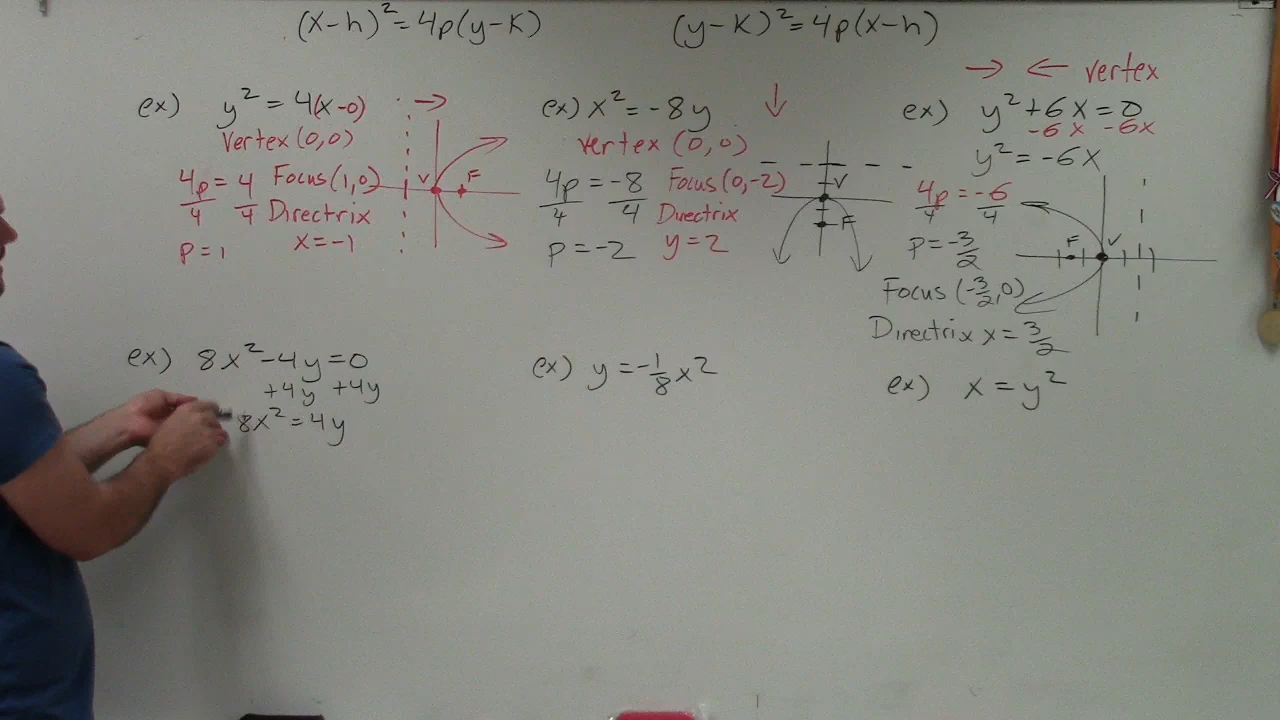 (x-h)²=4p(y-k)
(y-k)²=4p(x-h)
→ ← vertex
ex) y² = 4(x-0) →
Vertex (0,0)
4p = 4
4 4
p = 1
Focus (1,0)
Directrix
x = -1
V F
ex) x² = -8y ↓
vertex (0,0)
4p = -8
4 4
p = -2
Focus (0,-2)
Directrix
y = 2
V
F
ex) y² + 6x = 0
-6x -6x
y² = -6x
4p = -6
4 4
p = -3/2
Focus (-3/2, 0)
Directrix x = 3/2
F V
ex) 8x² - 4y = 0
+4y +4y
8x² = 4y
ex) y = -1/8 x²
ex) x = y²